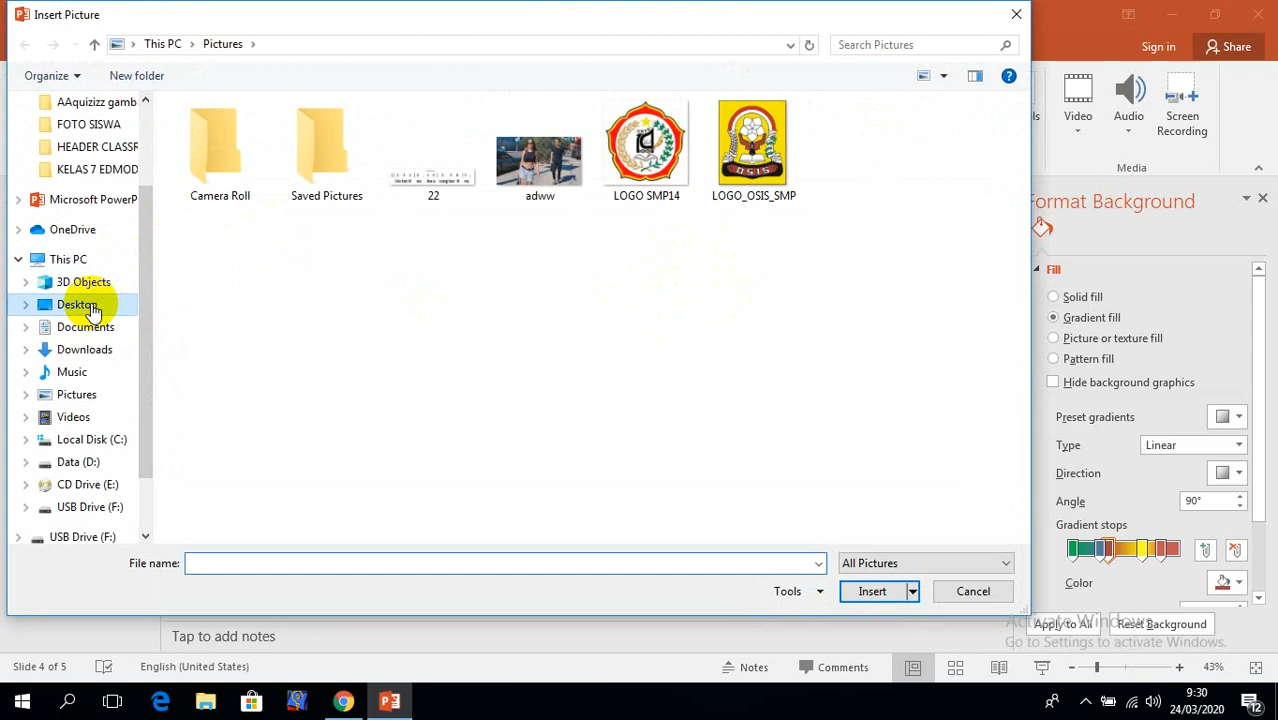 Insert Picture
This PC
Pictures
Search Pictures
Sign in
Share
Organize
New folder
Video
Audio
Screen
Recording
Media
AAquizizz gamb
FOTO SISWA
HEADER CLASSR
KELAS 7 EDMOD
Microsoft PowerP
OneDrive
This PC
3D Objects
Desktop
Documents
Downloads
Music
Pictures
Videos
Local Disk (C:)
Data (D:)
CD Drive (E:)
USB Drive (F:)
USB Drive (F:)
Camera Roll
Saved Pictures
22
adww
LOGO SMP14
LOGO_OSIS_SMP
OSIS
Format Background
Fill
Solid fill
Gradient fill
Picture or texture fill
Pattern fill
Hide background graphics
Preset gradients
Type
Linear
Direction
Angle
90°
Gradient stops
Color
File name:
All Pictures
Tools
Insert
Cancel
Apply to All
Reset Background
Activate Windows
Go to Settings to activate Windows.
Tap to add notes
Slide 4 of 5
English (United States)
Notes
Comments
43%
9:30
24/03/2020
12